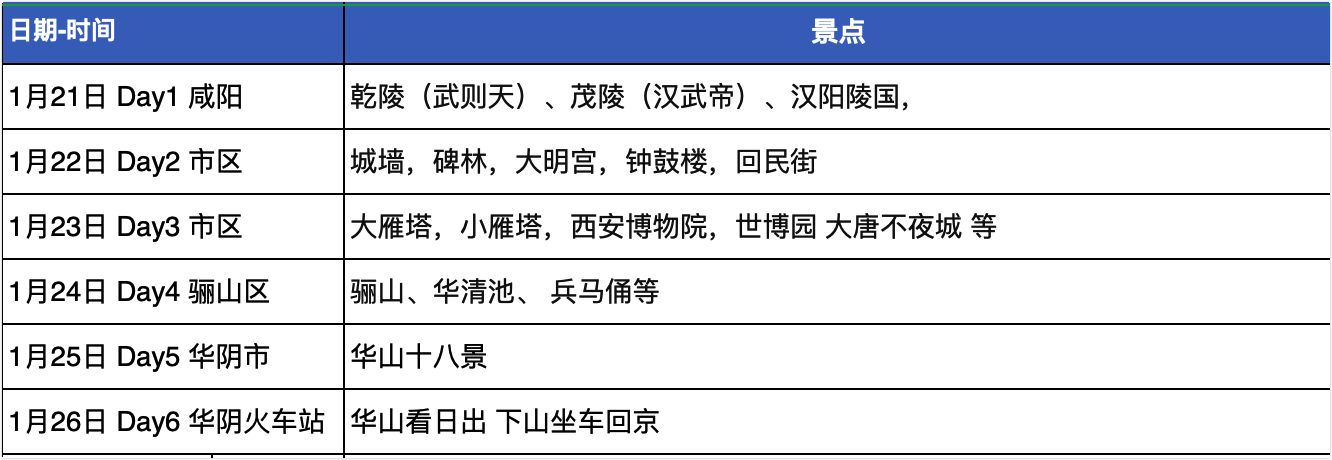 日期-时间 景点
1月21日 Day1 咸阳 乾陵（武则天）、茂陵（汉武帝）、汉阳陵国，
1月22日 Day2 市区 城墙，碑林，大明宫，钟鼓楼，回民街
1月23日 Day3 市区 大雁塔，小雁塔，西安博物院，世博园 大唐不夜城 等
1月24日 Day4 骊山区 骊山、华清池、 兵马俑等
1月25日 Day5 华阴市 华山十八景
1月26日 Day6 华阴火车站 华山看日出 下山坐车回京